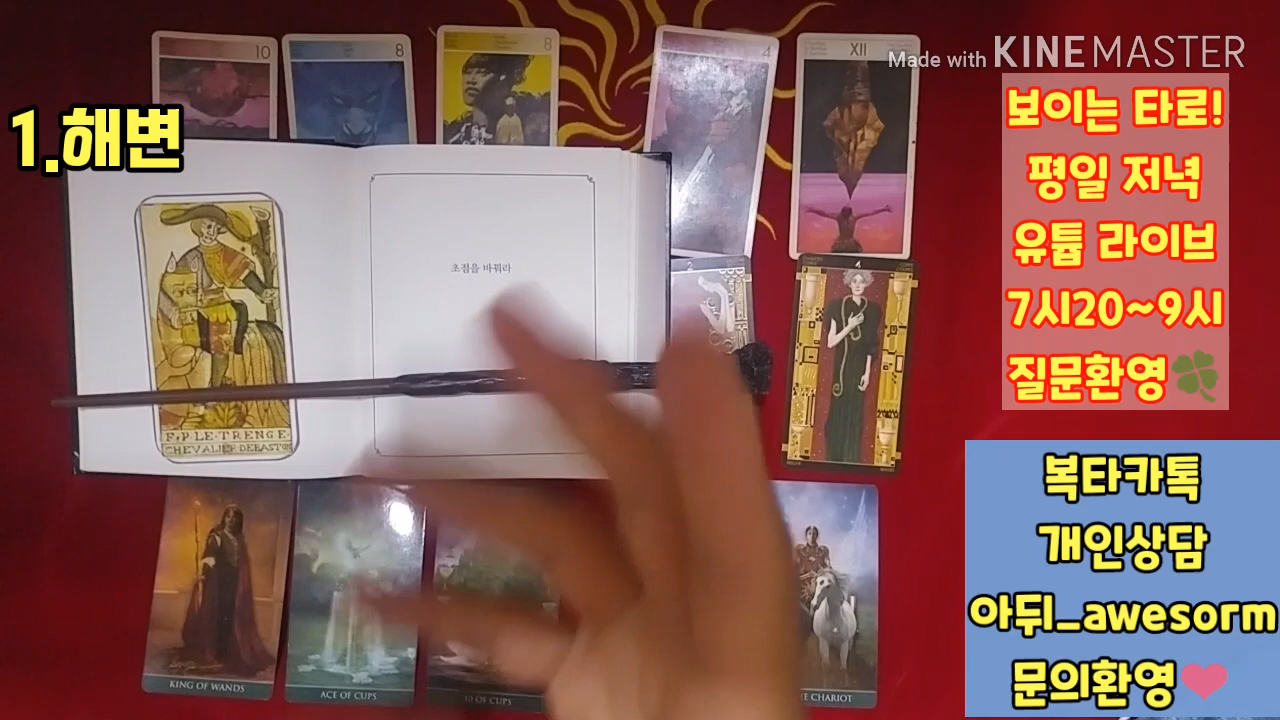 10
8
8
4
XII
Made with KINEMASTER
1.해변
보이는 타로!
평일 저녁
유튭 라이브
7시20~9시
질문환영
초점을 바꿔라
4
F·P·LE·TRENGE·
CHEVALIER DEBASTON
복타카톡
개인상담
아뒤_awesorm
문의환영
KING OF WANDS
ACE OF CUPS
10 OF CUPS
THE CHARIOT